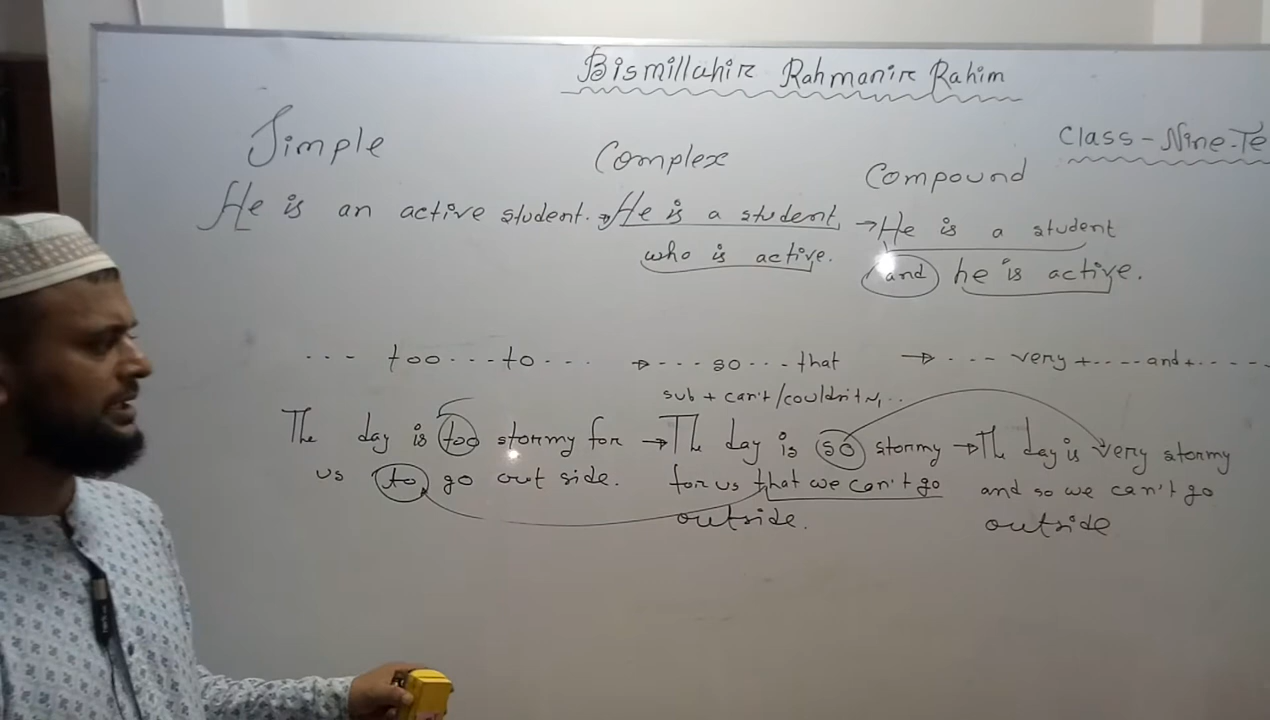 Bismillahir Rahmanir Rahim
Class-Nine-Te
Simple
Complex
Compound
He is an active student. → He is a student
who is active.
→ He is a student
and he is active.
... too ... to ... → ... so ... that → .... very +.... and+.....
sub + can't/couldn't
The day is too stormy for
us to go out side.
→ The day is so stormy
for us that we can't go
outside.
→ The day is very stormy
and so we can't go
outside